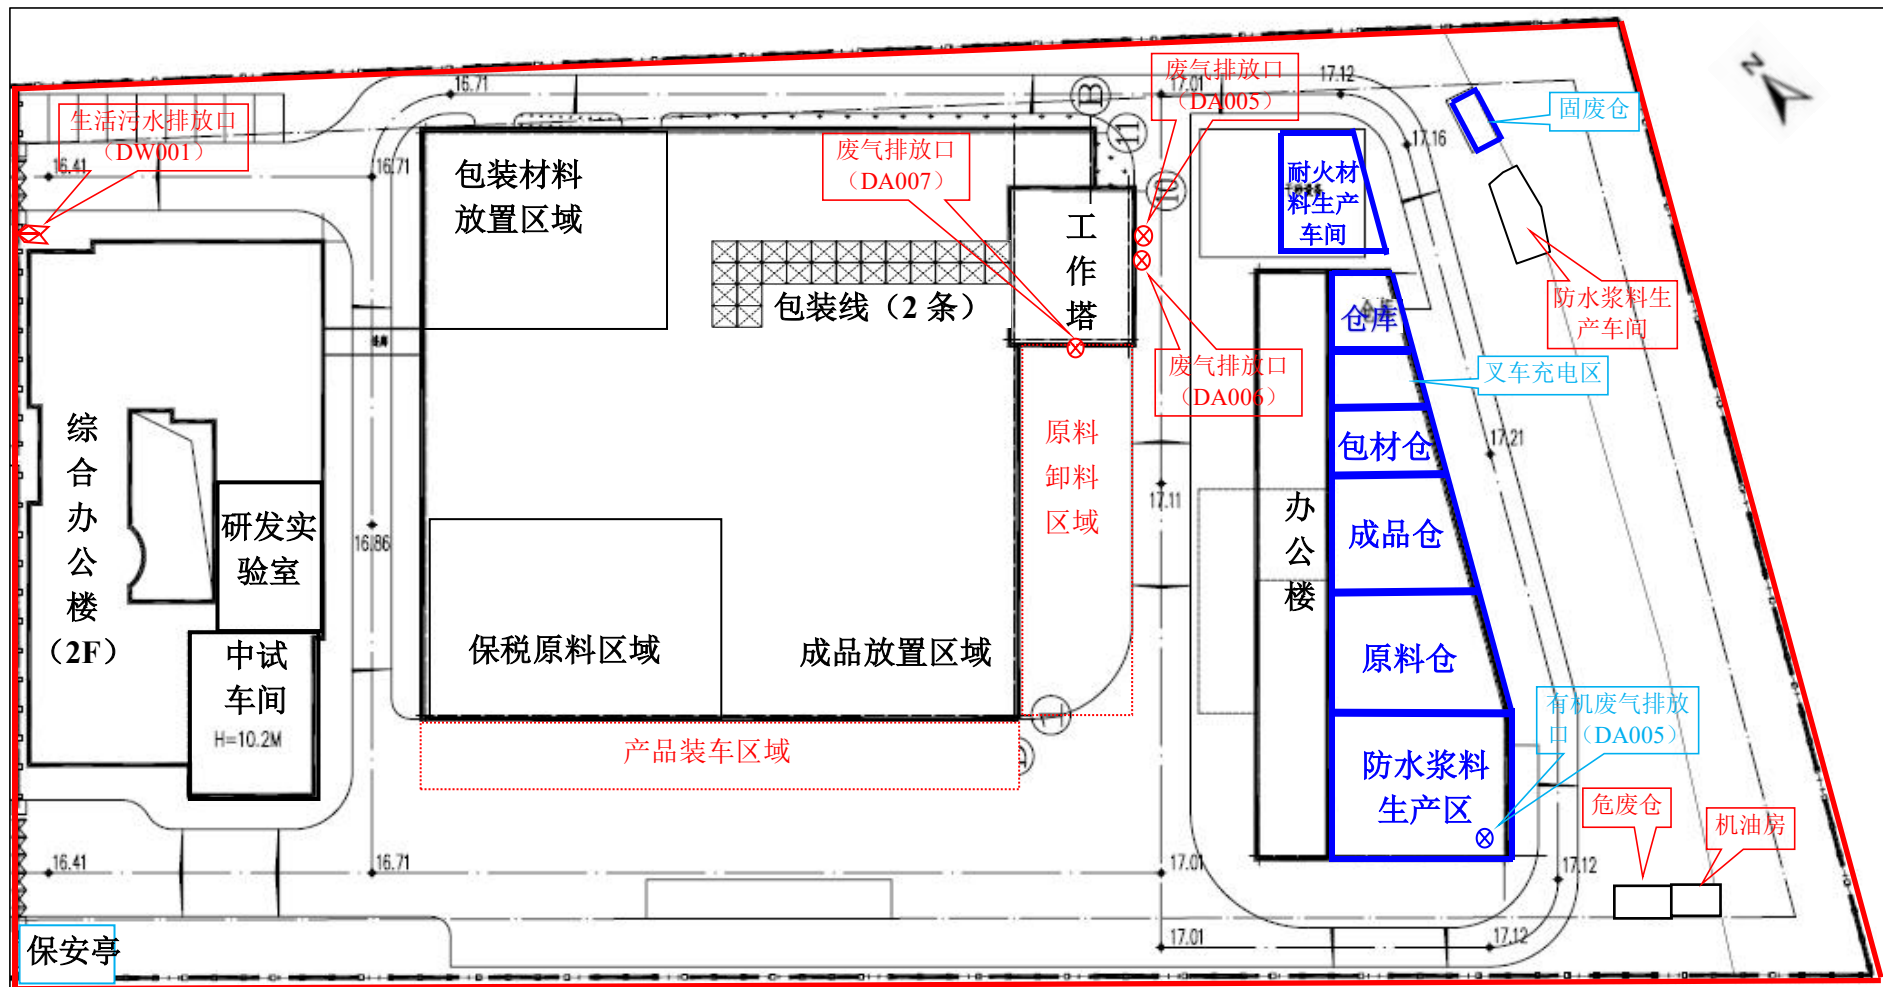 16.71
废气排放口
（DA005）
17.01
17.12
N
固废仓
生活污水排放口
（DW001）
16.41
16.71
包装材料
放置区域
废气排放口
（DA007）
B
11
10
17.16
耐火材
料生产
车间
工
作
塔
包装线（2 条）
仓库
防水浆料生
产车间
废气排放口
（DA006）
叉车充电区
综
合
办
公
楼
（2F）
研发实
验室
中试
车间
H=10.2M
16.86
原料
卸料
区域
17.11
包材仓
17.21
办
公
楼
成品仓
原料仓
保税原料区域
成品放置区域
1
D
产品装车区域
有机废气排放
口（DA005）
防水浆料
生产区
危废仓
机油房
16.41
16.71
17.01
17.12
17.01
17.12
保安亭